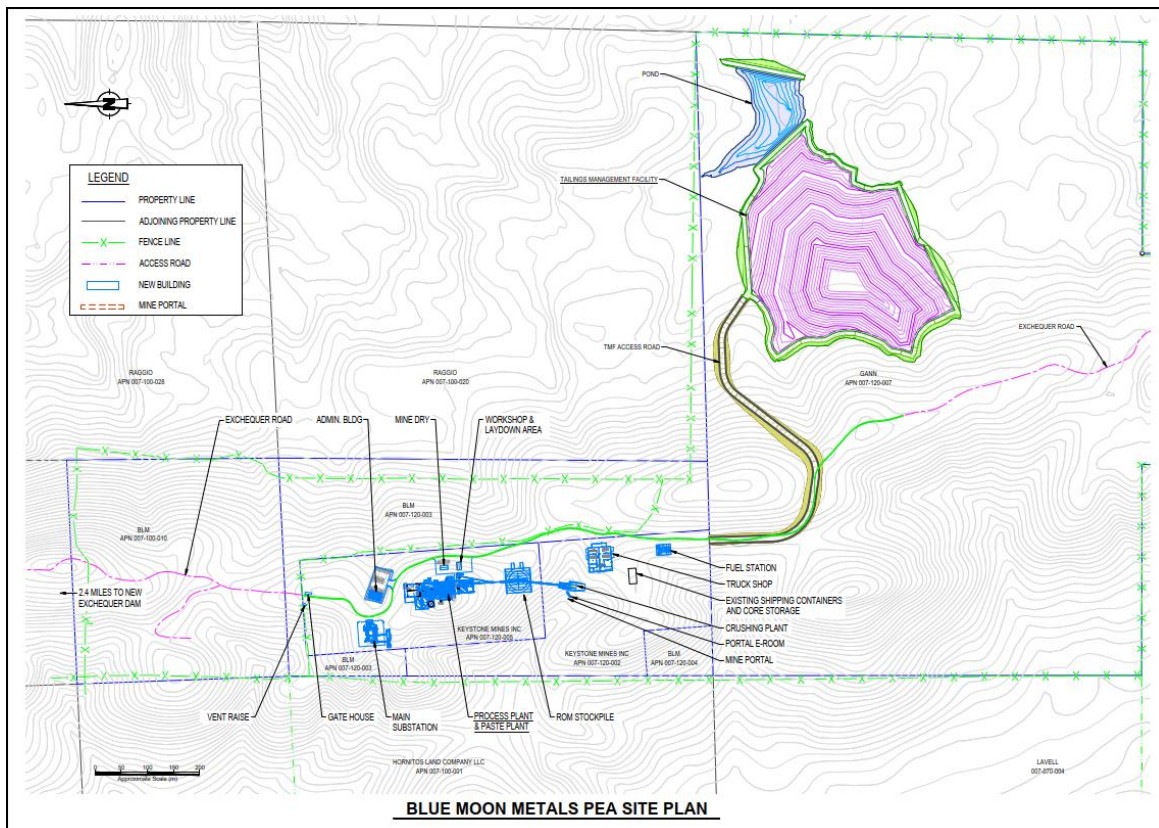 POND
N
LEGEND
PROPERTY LINE
ADJOINING PROPERTY LINE
FENCE LINE
ACCESS ROAD
NEW BUILDING
MINE PORTAL
TAILINGS MANAGEMENT FACILITY
EXCHEQUER ROAD
TMF ACCESS ROAD
RAGGIO
APN 007-100-028
RAGGIO
APN 007-100-020
GANN
APN 007-120-007
EXCHEQUER ROAD
ADMIN. BLDG
MINE DRY
WORKSHOP &
LAYDOWN AREA
BLM
APN 007-120-003
BLM
APN 007-100-010
2.4 MILES TO NEW
EXCHEQUER DAM
FUEL STATION
TRUCK SHOP
EXISTING SHIPPING CONTAINERS
AND CORE STORAGE
CRUSHING PLANT
PORTAL E-ROOM
MINE PORTAL
KEYSTONE MINES INC
KEYSTONE MINES INC
APN 007-120-002
BLM
APN 007-120-004
BLM
APN 007-120-003
VENT RAISE
GATE HOUSE
MAIN
SUBSTATION
PROCESS PLANT
& PASTE PLANT
ROM STOCKPILE
HORNITOS LAND COMPANY LLC
APN 007-100-001
LAVELL
007-070-004
0 50 100 150 200
Approximate Scale (m)
BLUE MOON METALS PEA SITE PLAN